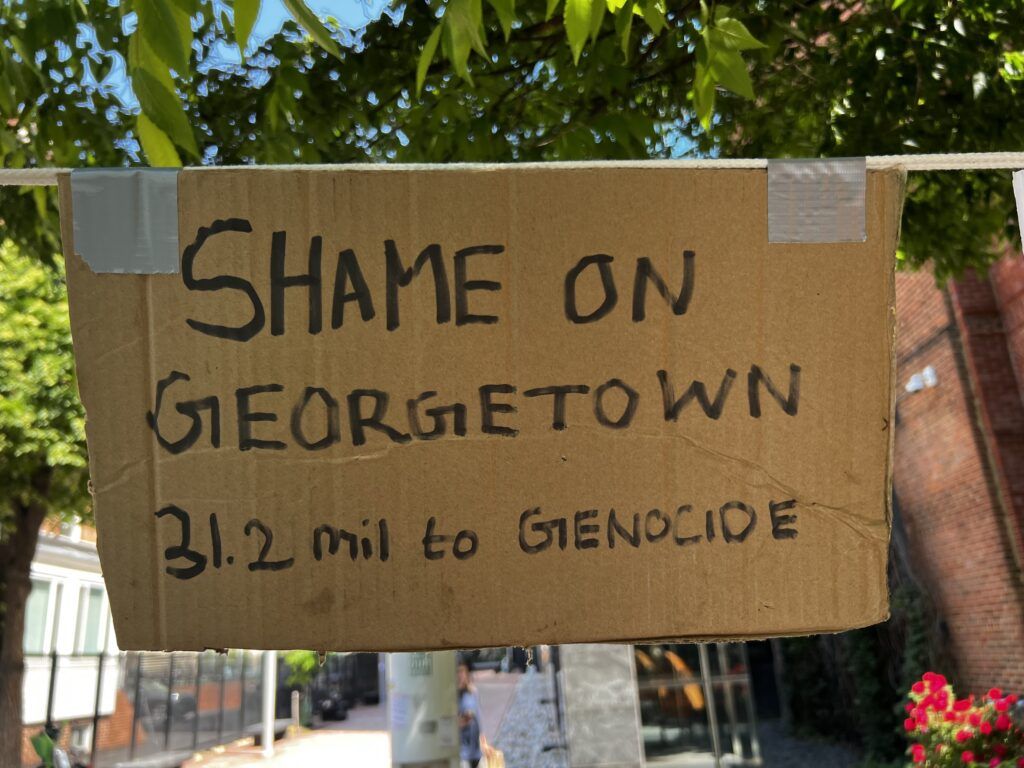 SHAME ON
GEORGETOWN
31.2 mil to GENOCIDE